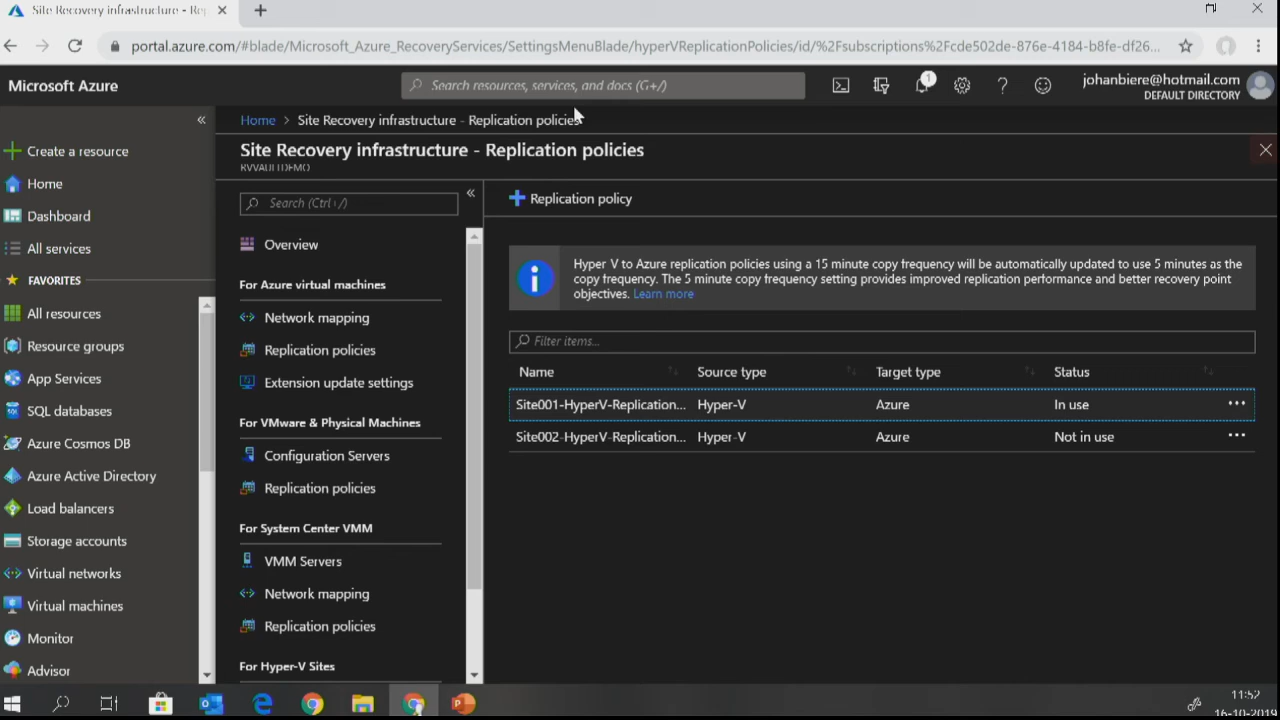 Site Recovery infrastructure - Rep
portal.azure.com/#blade/Microsoft_Azure_RecoveryServices/SettingsMenuBlade/hyperVReplicationPolicies/id/%2Fsubscriptions%2Fcde502de-876e-4184-b8fe-df26...
Microsoft Azure
Search resources, services, and docs (G+/)
1
johanbiere@hotmail.com
DEFAULT DIRECTORY
Home > Site Recovery infrastructure - Replication policies
Site Recovery infrastructure - Replication policies
RVVAULTDEMO
Create a resource
Home
Dashboard
All services
FAVORITES
All resources
Resource groups
App Services
SQL databases
Azure Cosmos DB
Azure Active Directory
Load balancers
Storage accounts
Virtual networks
Virtual machines
Monitor
Advisor
Search (Ctrl+/)
Overview
For Azure virtual machines
Network mapping
Replication policies
Extension update settings
For VMware & Physical Machines
Configuration Servers
Replication policies
For System Center VMM
VMM Servers
Network mapping
Replication policies
For Hyper-V Sites
Replication policy
Hyper V to Azure replication policies using a 15 minute copy frequency will be automatically updated to use 5 minutes as the
copy frequency. The 5 minute copy frequency setting provides improved replication performance and better recovery point
objectives. Learn more
Filter items...
Name Source type Target type Status
Site001-HyperV-Replication... Hyper-V Azure In use ...
Site002-HyperV-Replication... Hyper-V Azure Not in use ...
11:52
16-10-2019